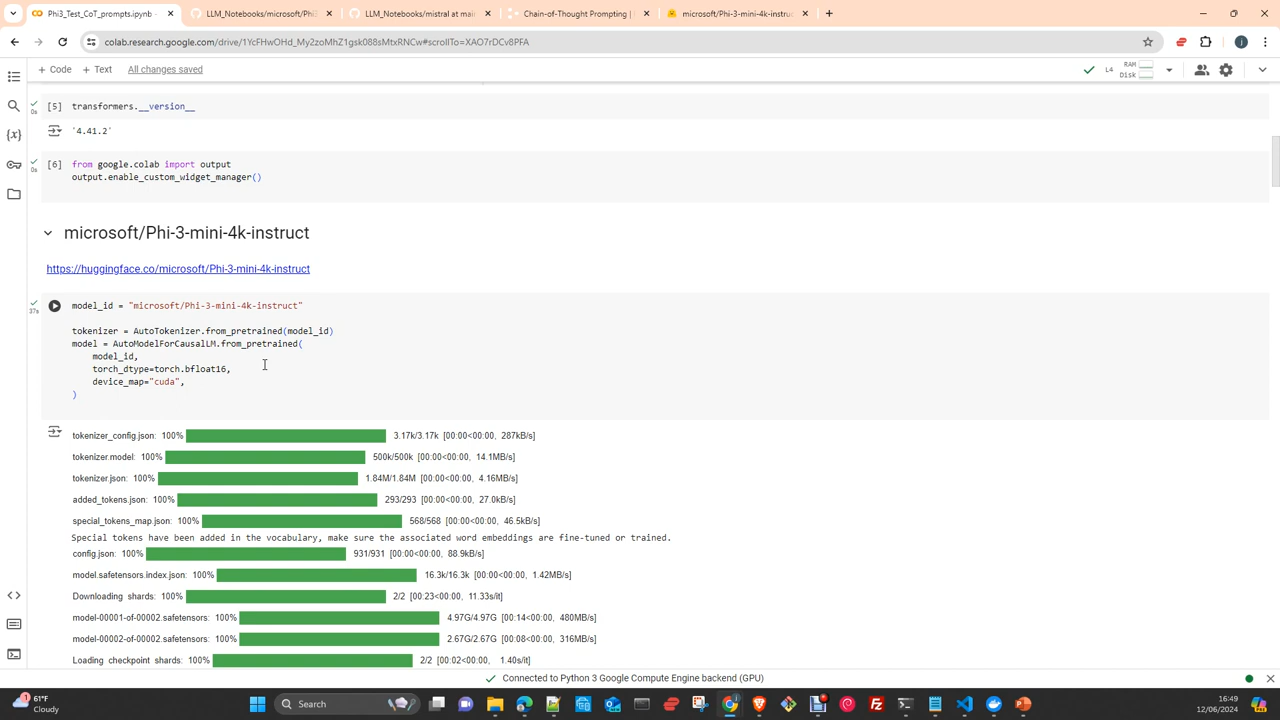 Phi3_Test_CoT_prompts.ipynb -
LLM_Notebooks/microsoft/Phi3
LLM_Notebooks/mistral at main
Chain-of-Thought Prompting |
microsoft/Phi-3-mini-4k-instruc
colab.research.google.com/drive/1YcFHwOHd_My2zoMhZ1gsk088sMtxRNCw#scrollTo=XAO7rDCv8PFA
+ Code + Text All changes saved
L4 RAM Disk
0s [5] transformers.__version__
'4.41.2'
0s [6] from google.colab import output
output.enable_custom_widget_manager()
microsoft/Phi-3-mini-4k-instruct
https://huggingface.co/microsoft/Phi-3-mini-4k-instruct
37s model_id = "microsoft/Phi-3-mini-4k-instruct"
tokenizer = AutoTokenizer.from_pretrained(model_id)
model = AutoModelForCausalLM.from_pretrained(
model_id,
torch_dtype=torch.bfloat16,
device_map="cuda",
)
tokenizer_config.json: 100% 3.17k/3.17k [00:00<00:00, 287kB/s]
tokenizer.model: 100% 500k/500k [00:00<00:00, 14.1MB/s]
tokenizer.json: 100% 1.84M/1.84M [00:00<00:00, 4.16MB/s]
added_tokens.json: 100% 293/293 [00:00<00:00, 27.0kB/s]
special_tokens_map.json: 100% 568/568 [00:00<00:00, 46.5kB/s]
Special tokens have been added in the vocabulary, make sure the associated word embeddings are fine-tuned or trained.
config.json: 100% 931/931 [00:00<00:00, 88.9kB/s]
model.safetensors.index.json: 100% 16.3k/16.3k [00:00<00:00, 1.42MB/s]
Downloading shards: 100% 2/2 [00:23<00:00, 11.33s/it]
model-00001-of-00002.safetensors: 100% 4.97G/4.97G [00:14<00:00, 480MB/s]
model-00002-of-00002.safetensors: 100% 2.67G/2.67G [00:08<00:00, 316MB/s]
Loading checkpoint shards: 100% 2/2 [00:02<00:00, 1.40s/it]
Connected to Python 3 Google Compute Engine backend (GPU)
61°F
Cloudy
Search
16:49
12/06/2024